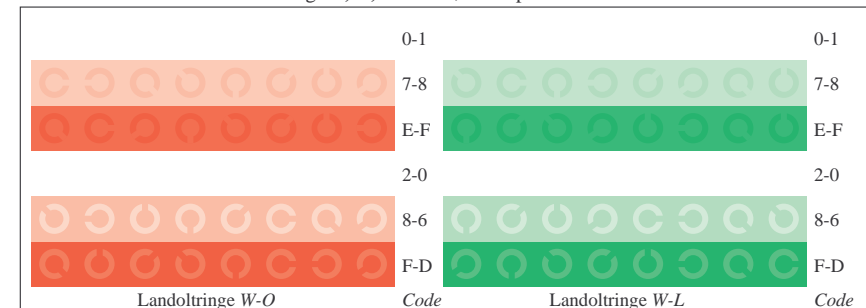 0-1 0-1
7-8 7-8
E-F E-F
2-0 2-0
8-6 8-6
F-D F-D
Landoltringe W-O Code Landoltringe W-L Code